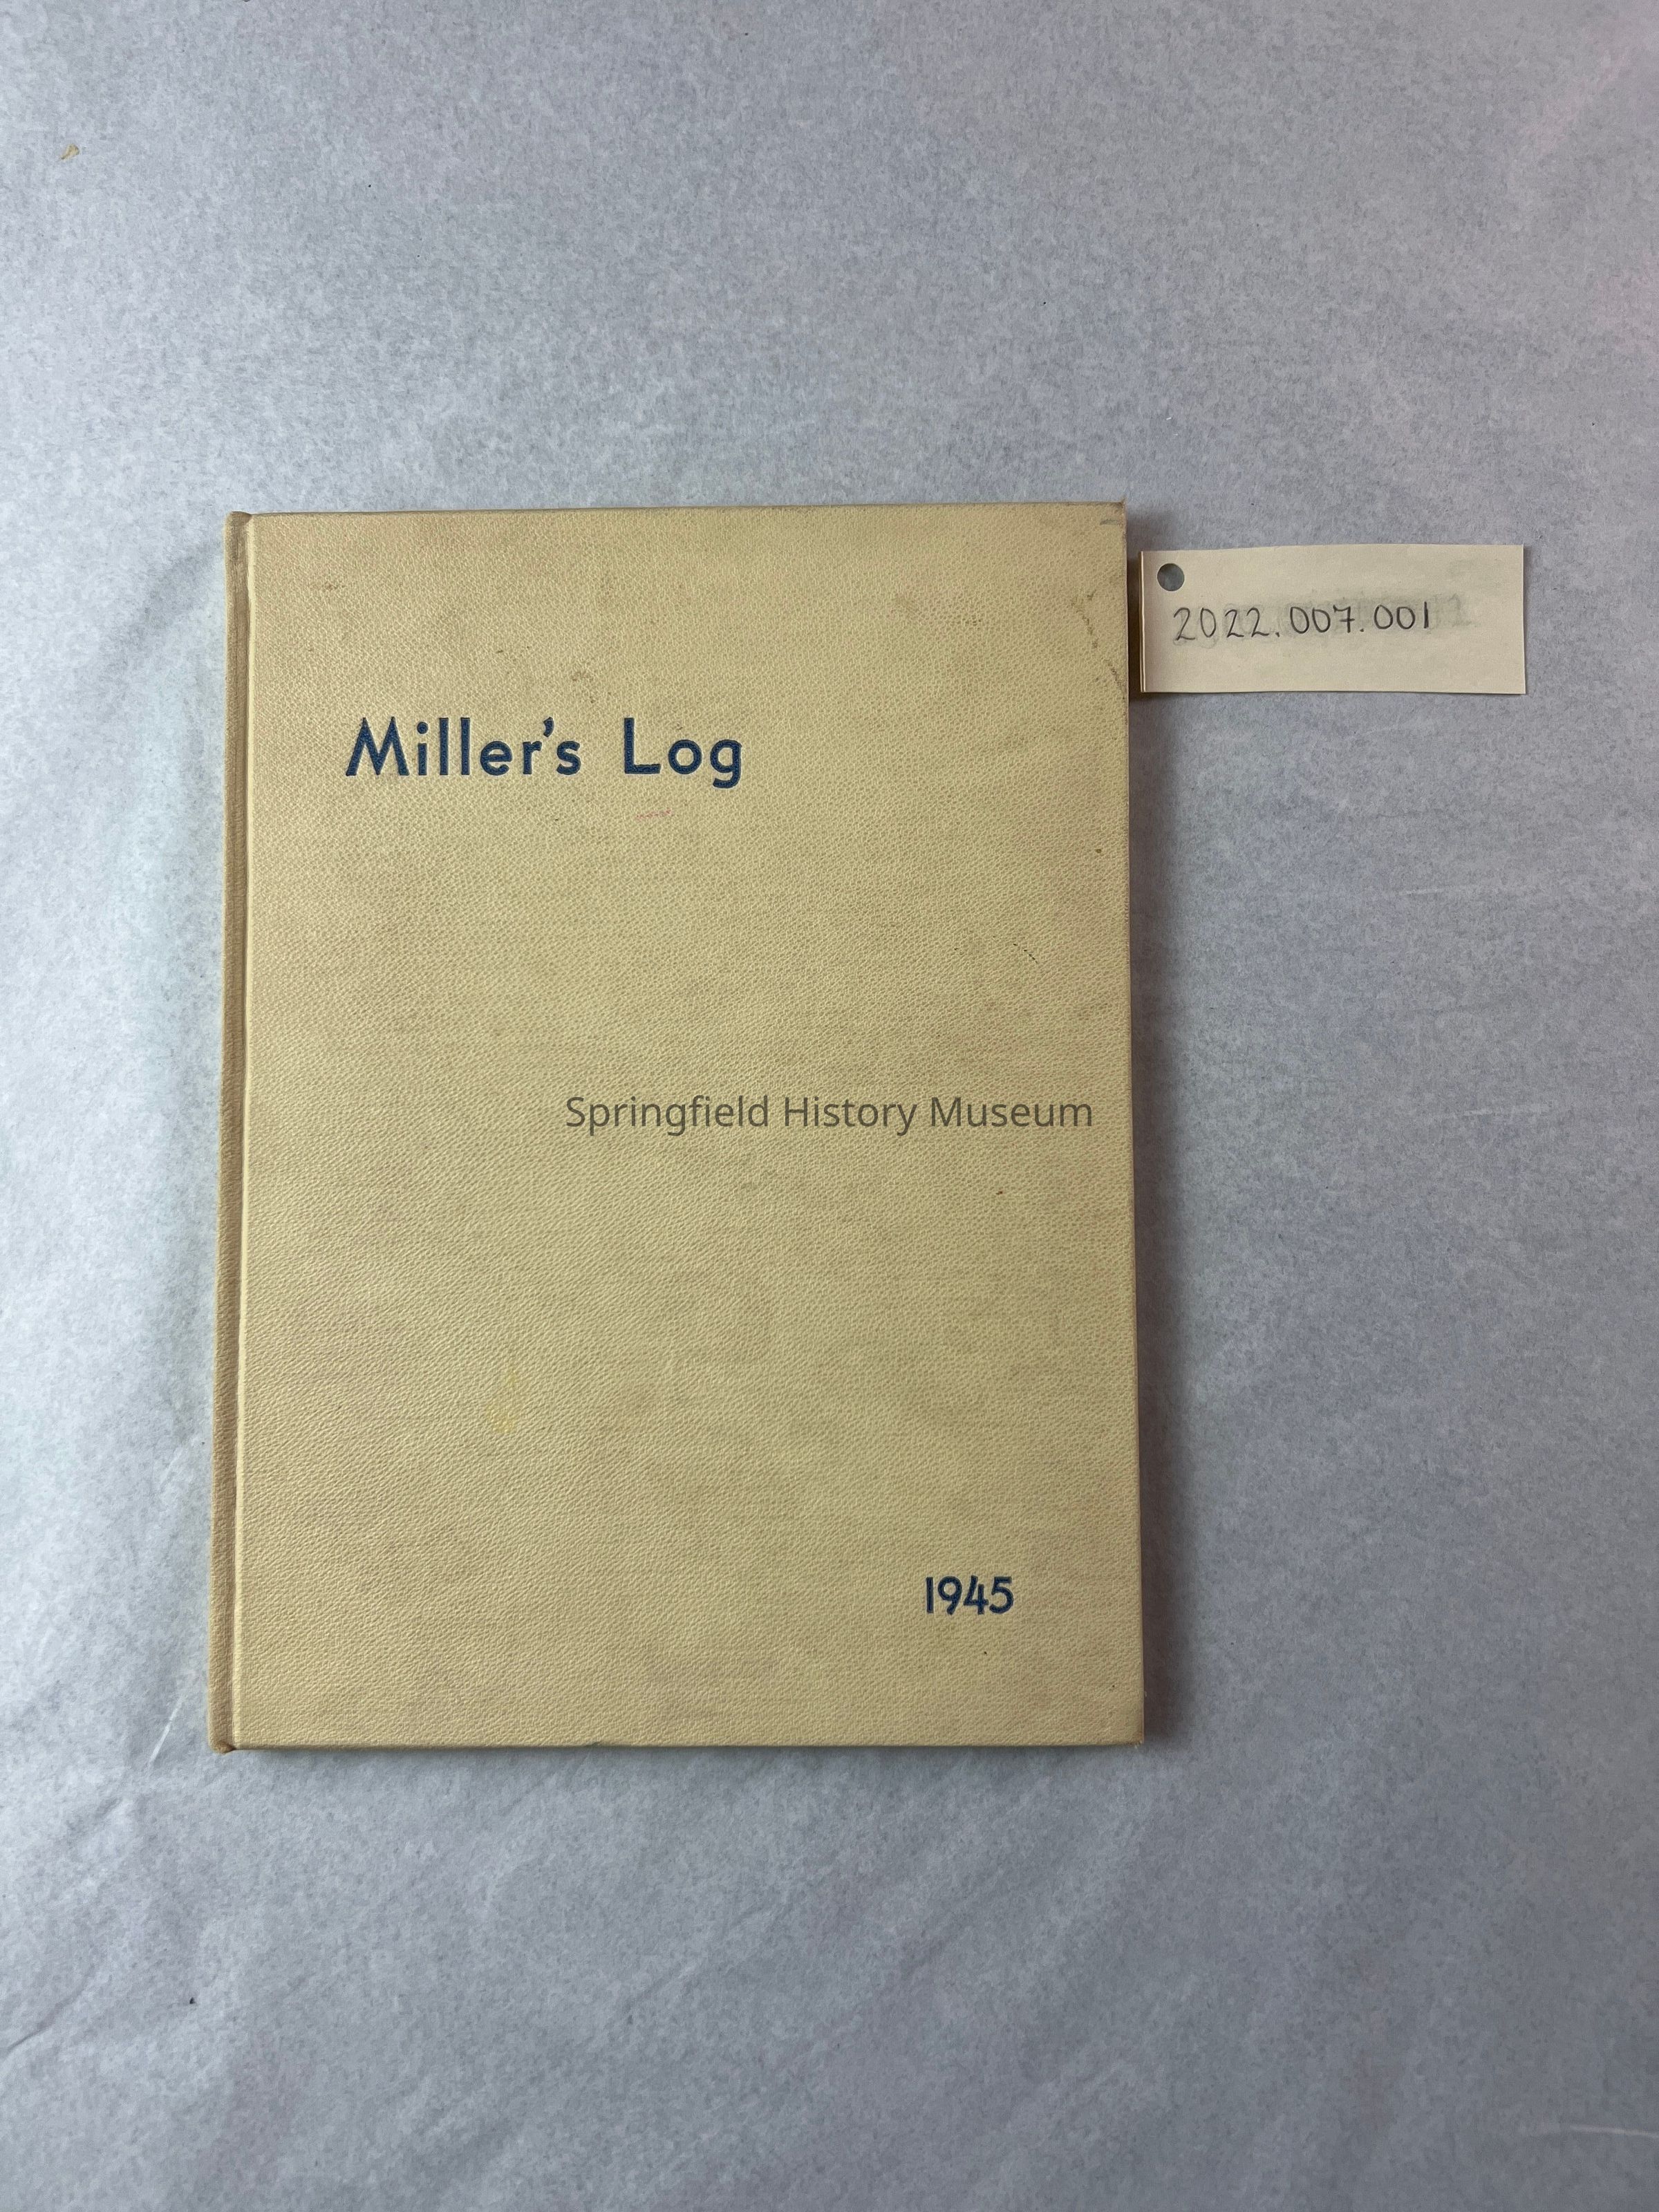 2022.007.001
Miller's Log
Springfield History Museum
1945